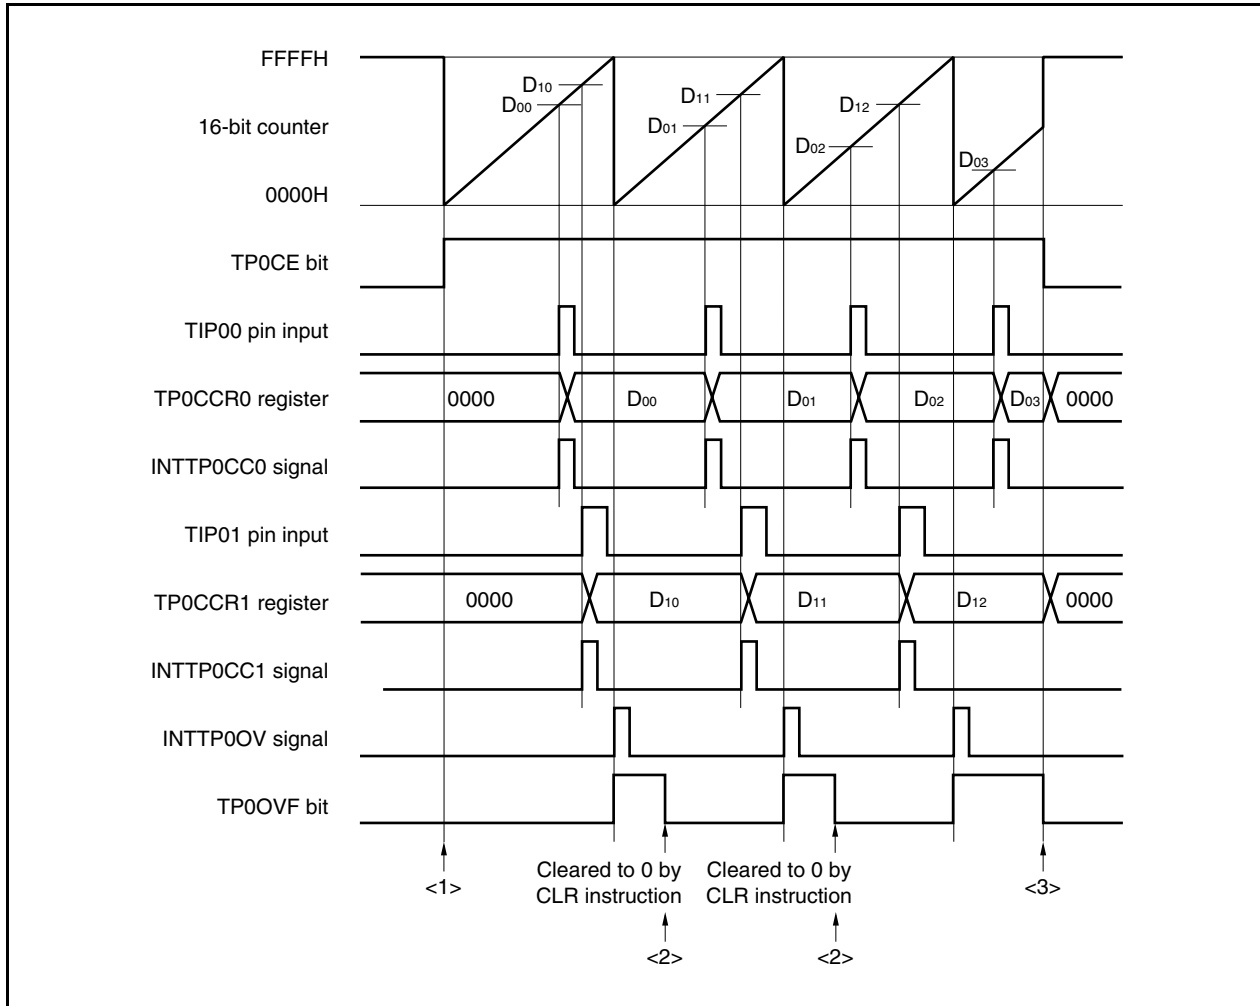 FFFFH
D10
D00
D11
D01
D12
D02
D03
16-bit counter
0000H
TP0CE bit
TIP00 pin input
TP0CCR0 register
0000 D00 D01 D02 D03 0000
INTTP0CC0 signal
TIP01 pin input
TP0CCR1 register
0000 D10 D11 D12 0000
INTTP0CC1 signal
INTTP0OV signal
TP0OVF bit
<1>
Cleared to 0 by
CLR instruction
<2>
Cleared to 0 by
CLR instruction
<2>
<3>